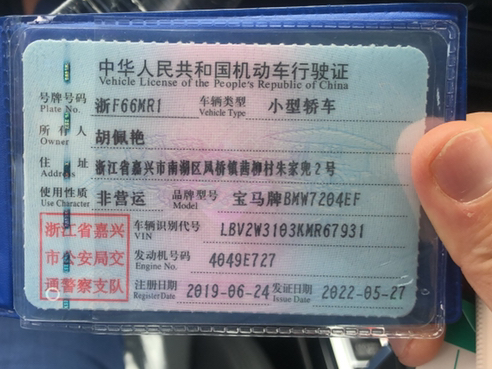 中华人民共和国机动车行驶证
Vehicle License of the People's Republic of China
号牌号码 浙F66MR1 车辆类型 小型轿车
Plate No. Vehicle Type
所有人 胡佩艳
Owner
住址 浙江省嘉兴市南湖区凤桥镇茜柳村朱家兜2号
Address
使用性质 非营运 品牌型号 宝马牌BMW7204EF
Use Character Model
浙江省嘉兴
市公安局交
通警察支队
车辆识别代号 LBV2W3103KMR67931
VIN
发动机号码 4049E727
Engine No.
注册日期 2019-06-24 发证日期 2022-05-27
Register Date Issue Date